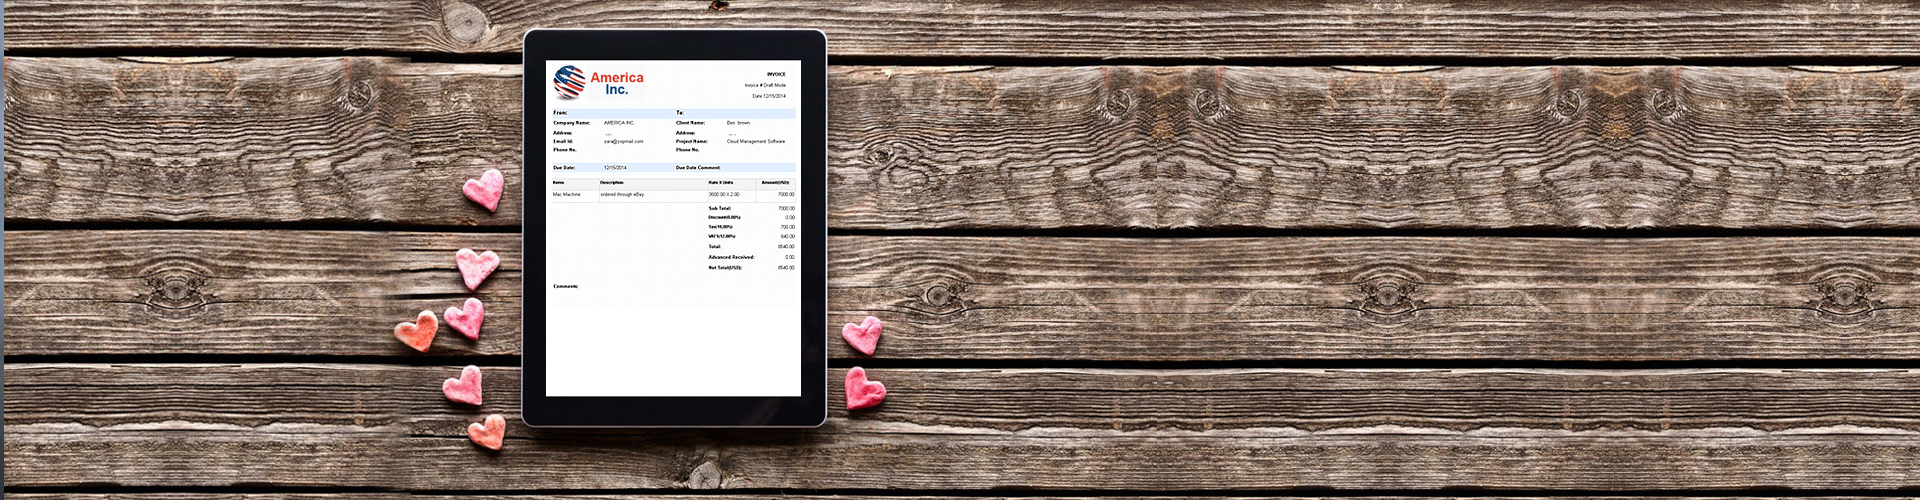 America
Inc.
INVOICE
Invoice # Draft Mode
Date 12/15/2014
From: To:
Company Name: AMERICA INC. Client Name: Ben brown
Address: Address:
Email Id: sara@yopmail.com Project Name: Cloud Management Software
Phone No. Phone No.
Due Date: 12/15/2014 Due Date Comment:
Items Description Rate X Units Amount(USD):
Mac Machine ordered through eBay 3500.00 X 2.00 7000.00
Sub Total: 7000.00
Discount(0.00%) 0.00
Tax(10.00%) 700.00
VAT%(12.00%) 840.00
Total: 8540.00
Advanced Received: 0.00
Net Total(USD): 8540.00
Comments: